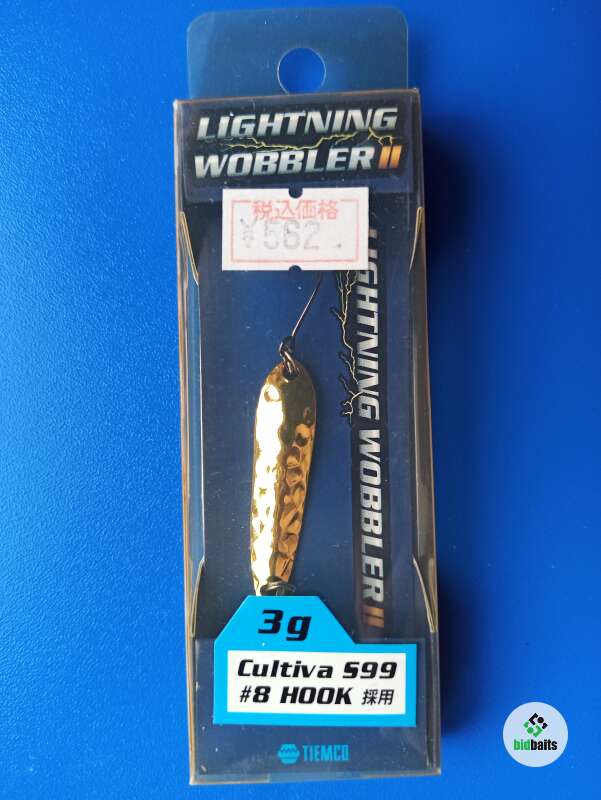 LIGHTNING
WOBBLER II
税込価格
¥562.
LIGHTNING WOBBLER II
3g
Cultiva S99
#8 HOOK 採用
TIEMCO
bidbaits